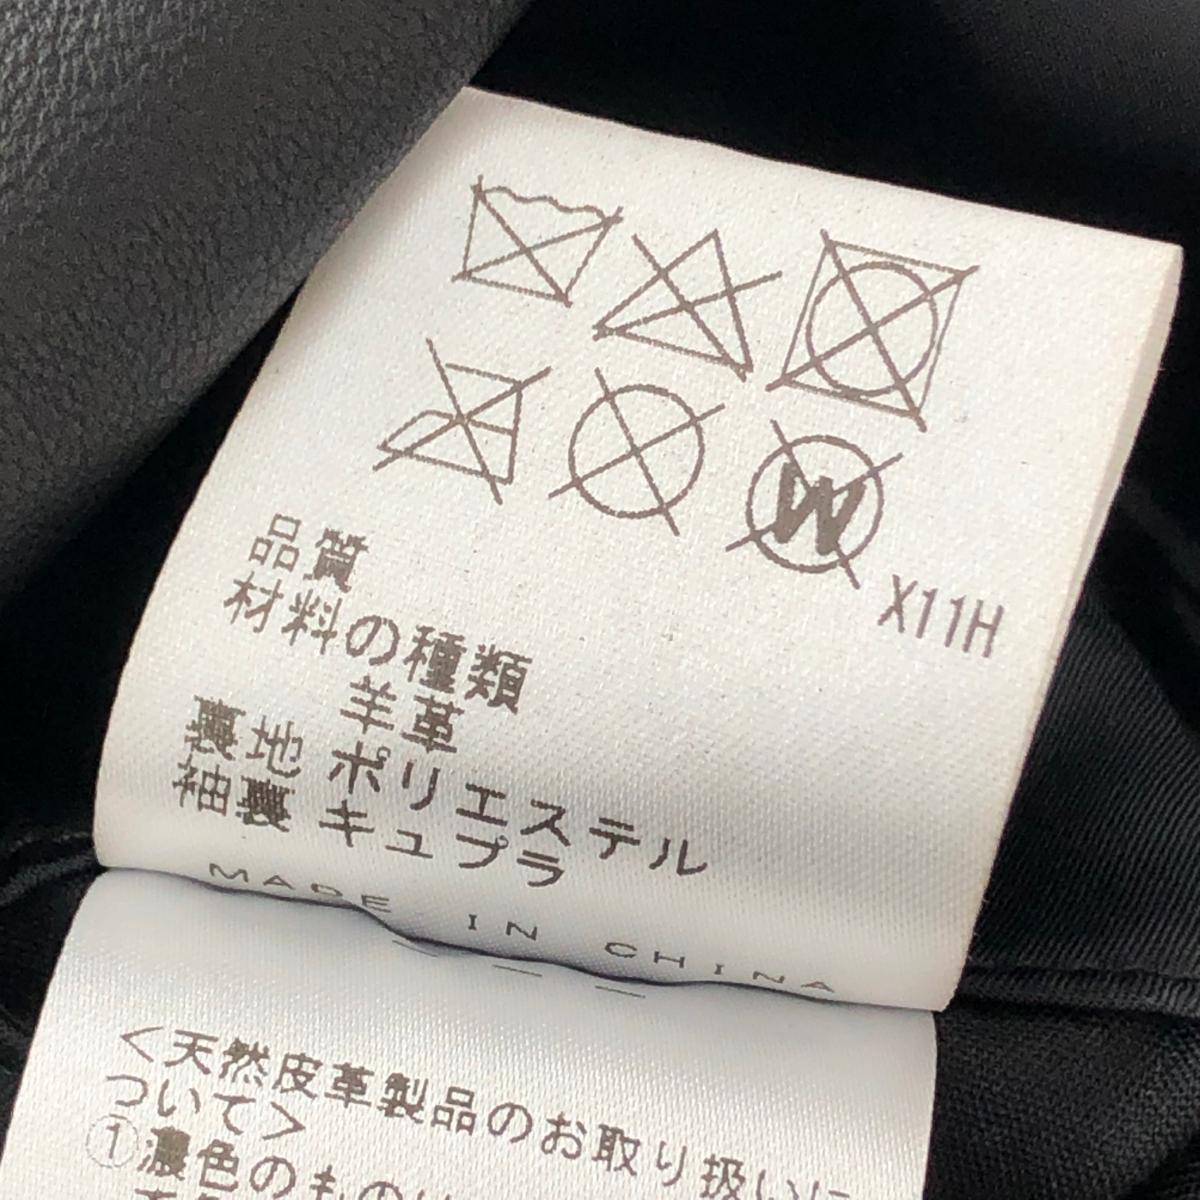 W
X11H
品質
材料の種類
羊革
裏地 ポリエステル
袖裏 キュプラ
MADE IN CHINA
<天然皮革製品のお取り扱いに
ついて>
①濃色のものは